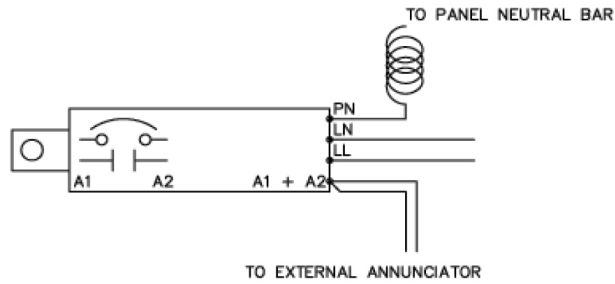 TO PANEL NEUTRAL BAR
PN
LN
LL
A1 A2 A1 + A2
TO EXTERNAL ANNUNCIATOR